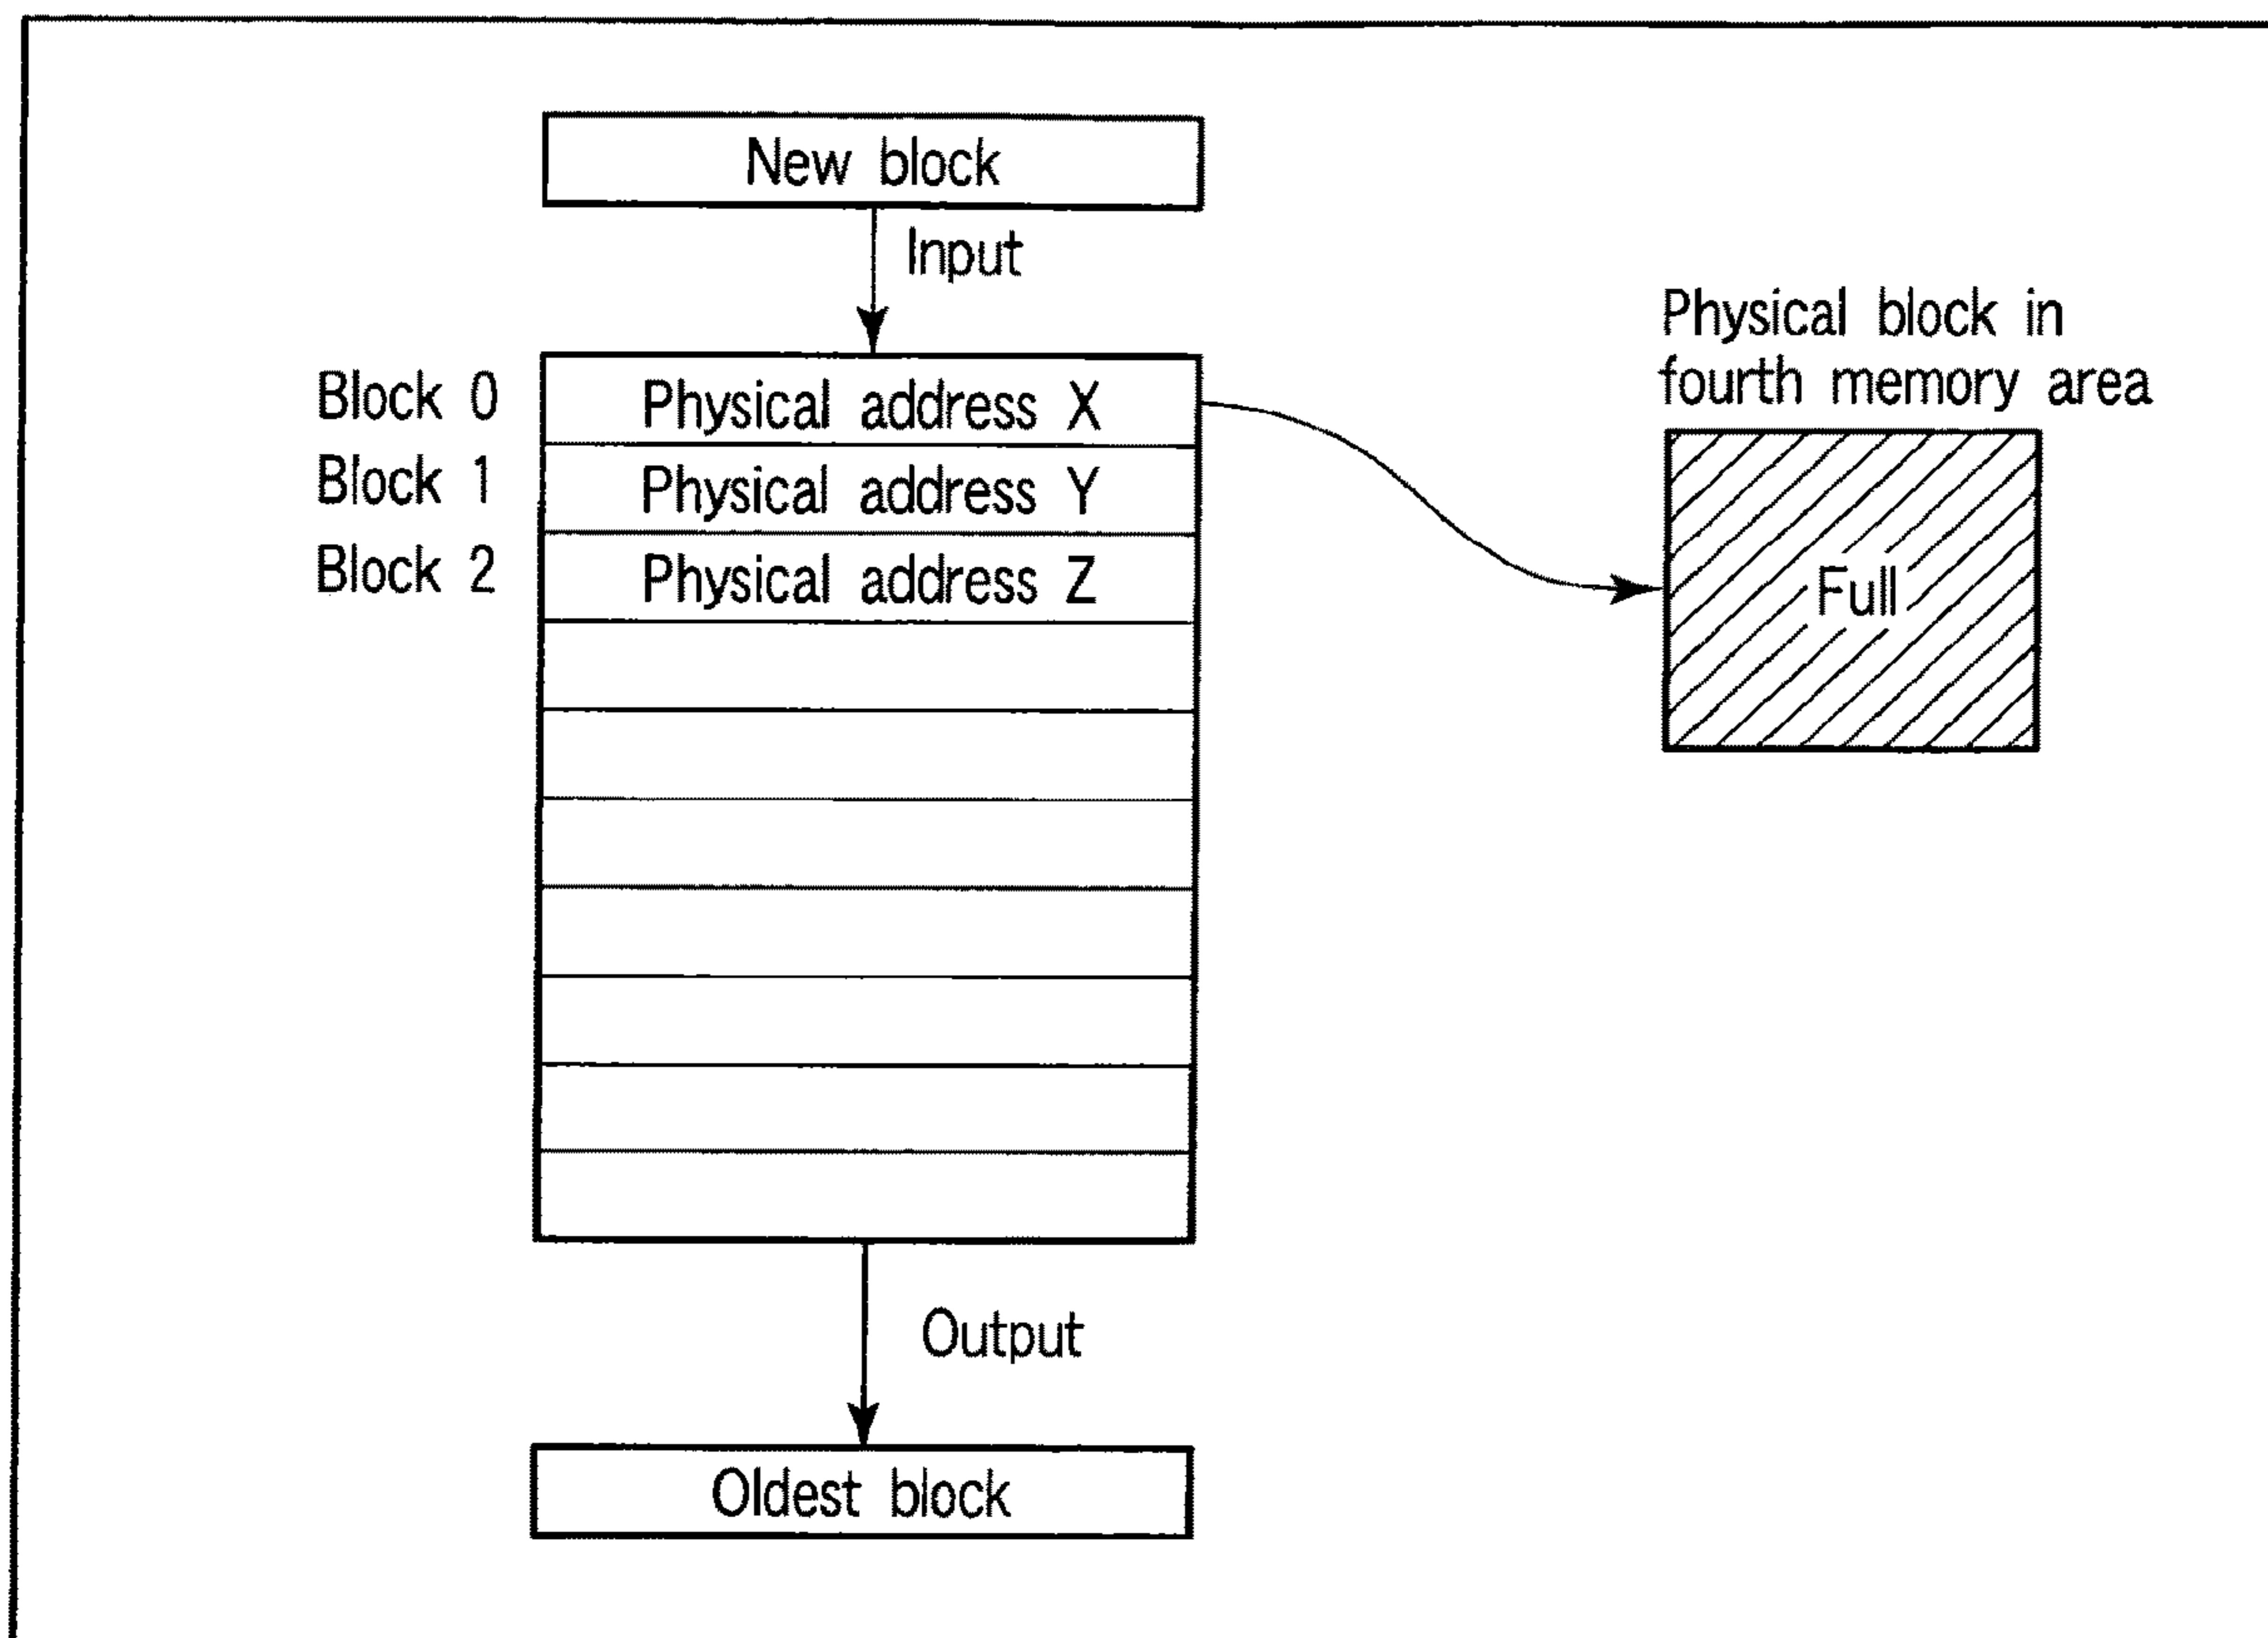 New block
Input
Physical block in
fourth memory area
Block 0
Physical address X
Block 1
Physical address Y
Block 2
Physical address Z
Full
Output
Oldest block